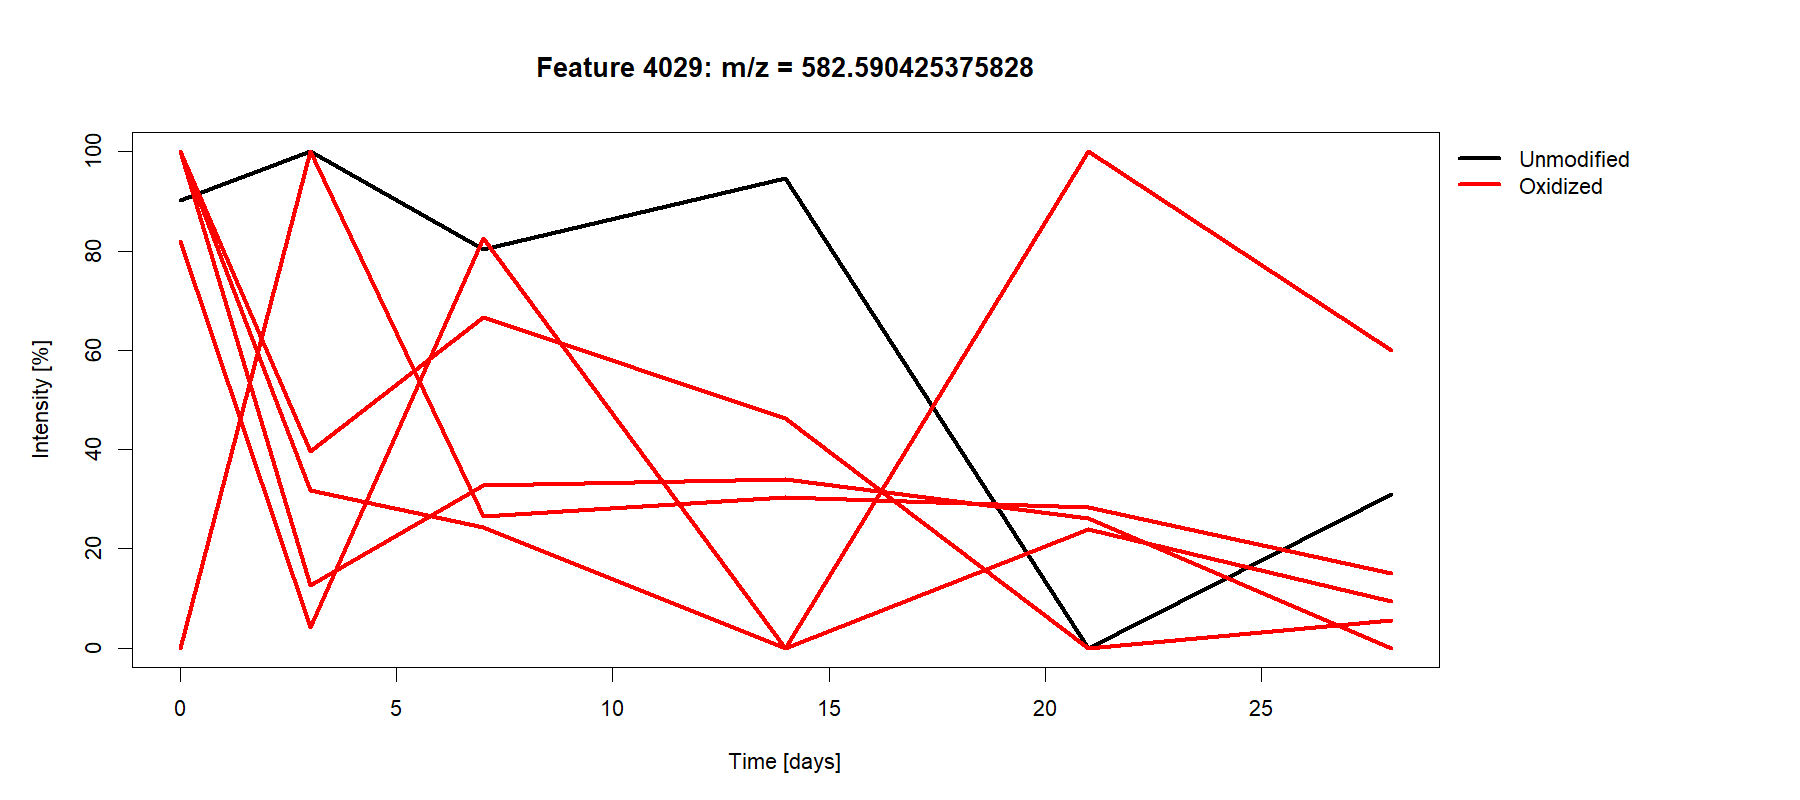 Feature 4029: m/z = 582.590425375828
Unmodified
Oxidized
Intensity [%]
100
80
60
40
20
0
0 5 10 15 20 25
Time [days]